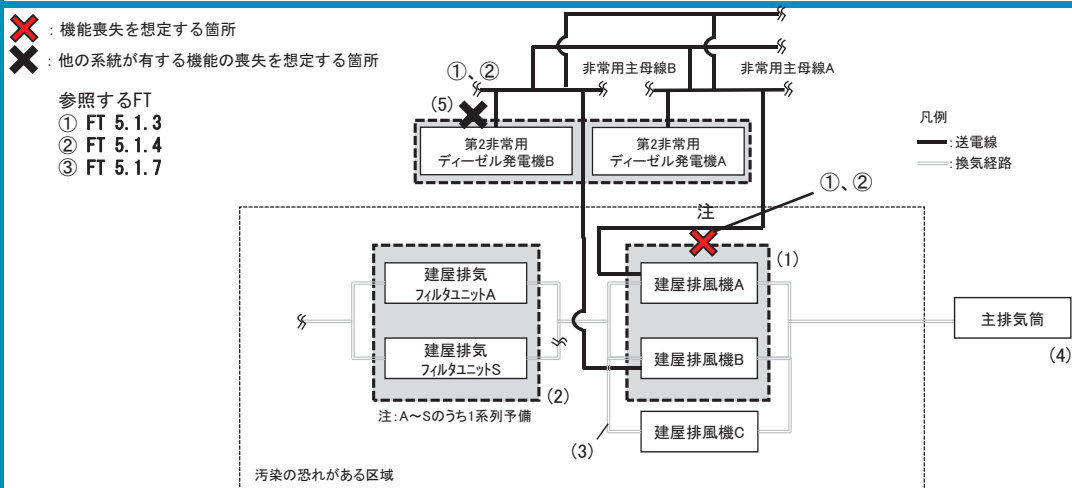 ：機能喪失を想定する箇所
：他の系統が有する機能の喪失を想定する箇所
参照するFT
① FT 5.1.3
② FT 5.1.4
③ FT 5.1.7
①、②
非常用主母線B
非常用主母線A
(5)
第2非常用
ディーゼル発電機B
第2非常用
ディーゼル発電機A
凡例
：送電線
：換気経路
①、②
注
(1)
建屋排気
フィルタユニットA
建屋排風機A
主排気筒
(4)
建屋排気
フィルタユニットS
建屋排風機B
(2)
注：A～Sのうち1系列予備
建屋排風機C
(3)
汚染の恐れがある区域